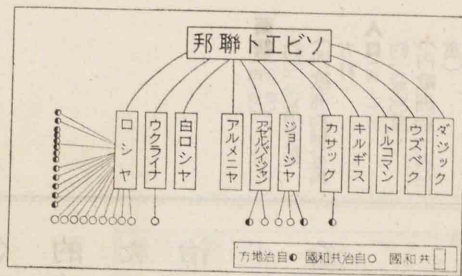 ソビエト聯邦
ダジック
ウズベク
トルコマン
キルギス
カサック
ジョージヤ
アゼルバイジャン
アルメニヤ
白ロシヤ
ウクライナ
ロシヤ
共和國 自治共和國 自治地方